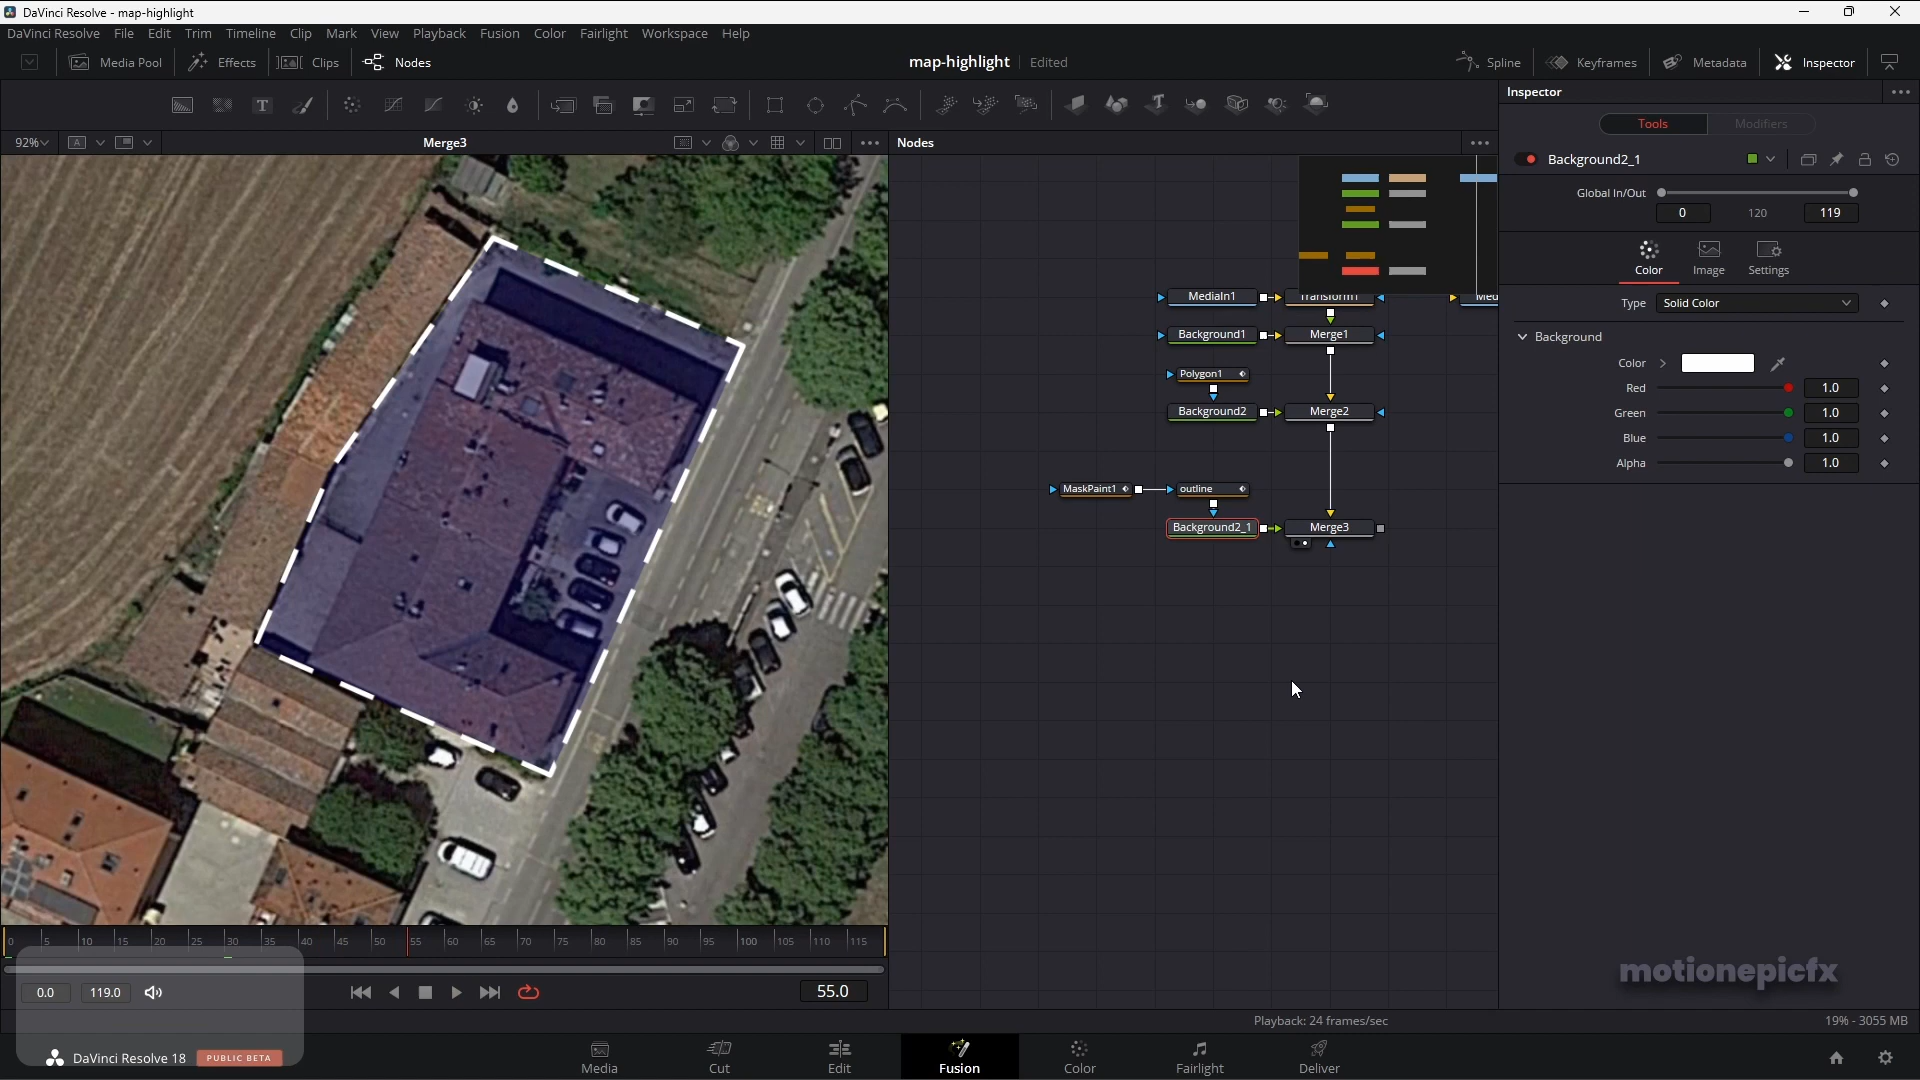 DaVinci Resolve - map-highlight
DaVinci Resolve File Edit Trim Timeline Clip Mark View Playback Fusion Color Fairlight Workspace Help
Media Pool Effects Clips Nodes map-highlight Edited Spline Keyframes Metadata Inspector
Inspector
Tools Modifiers
92% A Merge3 Nodes
Background2_1
Global In/Out
0 120 119
Color Image Settings
Type Solid Color
Background
Color
Red 1.0
Green 1.0
Blue 1.0
Alpha 1.0
MediaIn1 Transform1 Med
Background1 Merge1
Polygon1
Background2 Merge2
MaskPaint1 outline
Background2_1 Merge3
0 5 10 15 20 25 30 35 40 45 50 55 60 65 70 75 80 85 90 95 100 105 110 115
0.0 119.0 55.0
motionepicfx
Playback: 24 frames/sec 19% - 3055 MB
DaVinci Resolve 18 PUBLIC BETA
Media Cut Edit Fusion Color Fairlight Deliver